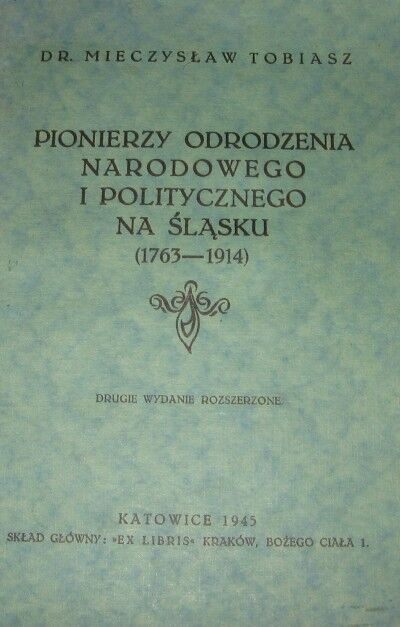 DR. MIECZYSŁAW TOBIASZ
PIONIERZY ODRODZENIA
NARODOWEGO
I POLITYCZNEGO
NA ŚLĄSKU
(1763—1914)
DRUGIE WYDANIE ROZSZERZONE.
KATOWICE 1945
SKŁAD GŁÓWNY: »EX LIBRIS« KRAKÓW, BOŻEGO CIAŁA 1.